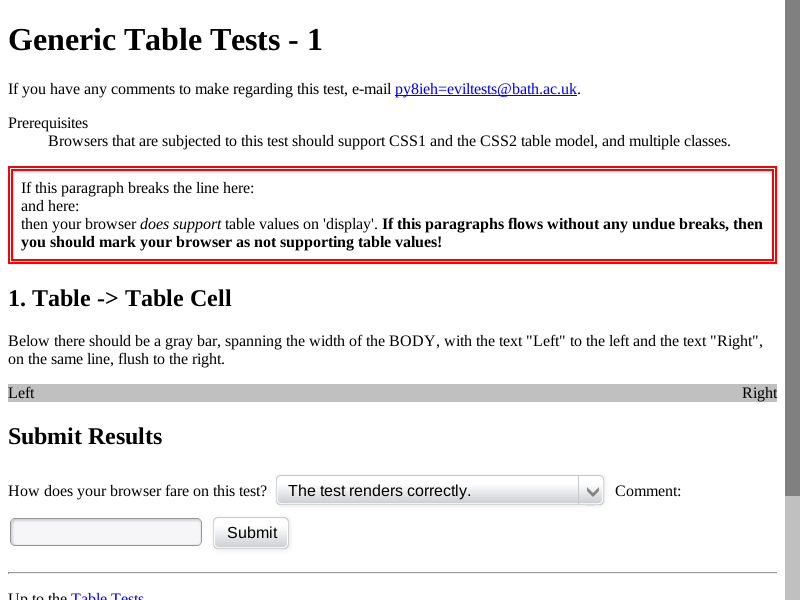 Generic Table Tests - 1
If you have any comments to make regarding this test, e-mail py8ieh=eviltests@bath.ac.uk.
Prerequisites
Browsers that are subjected to this test should support CSS1 and the CSS2 table model, and multiple classes.
If this paragraph breaks the line here:
and here:
then your browser does support table values on 'display'. If this paragraphs flows without any undue breaks, then
you should mark your browser as not supporting table values!
1. Table -> Table Cell
Below there should be a gray bar, spanning the width of the BODY, with the text "Left" to the left and the text "Right",
on the same line, flush to the right.
Left Right
Submit Results
How does your browser fare on this test? The test renders correctly. Comment:
Submit
Up to the Table Tests